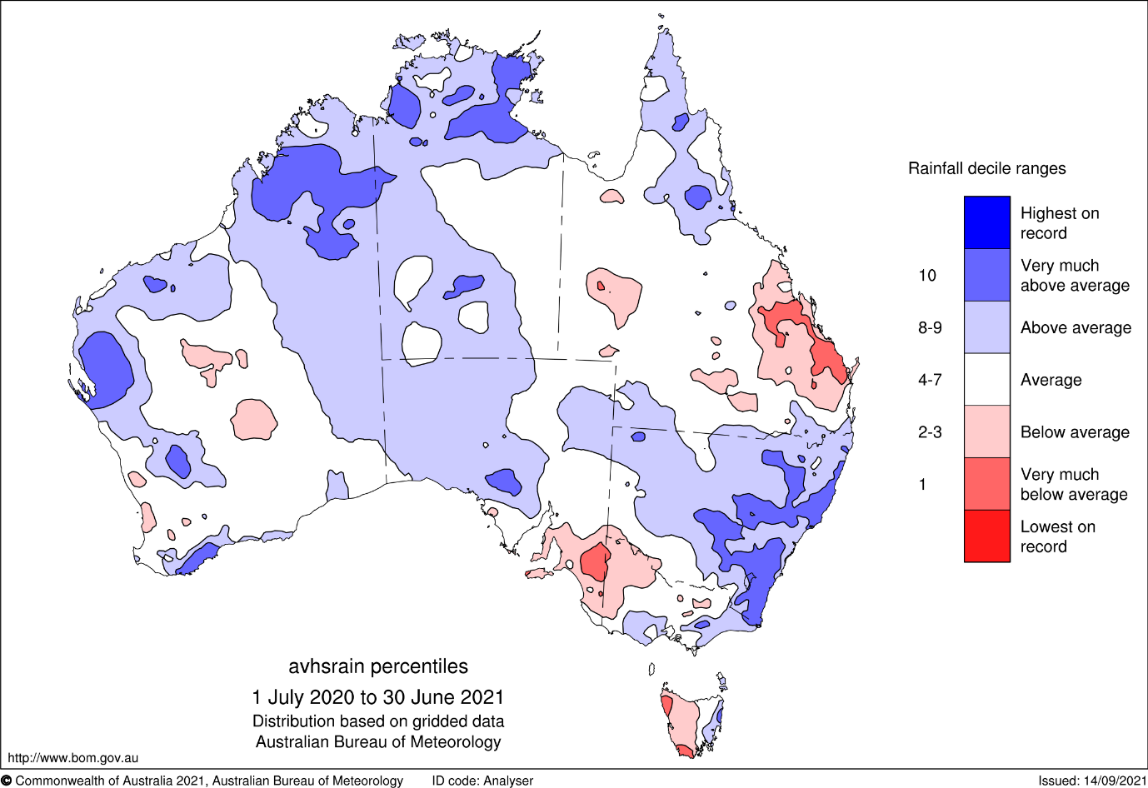 Rainfall decile ranges
Highest on
record
10
Very much
above average
8-9
Above average
4-7
Average
2-3
Below average
1
Very much
below average
Lowest on
record
avhsrain percentiles
1 July 2020 to 30 June 2021
Distribution based on gridded data
Australian Bureau of Meteorology
http://www.bom.gov.au
© Commonwealth of Australia 2021, Australian Bureau of Meteorology
ID code: Analyser
Issued: 14/09/2021